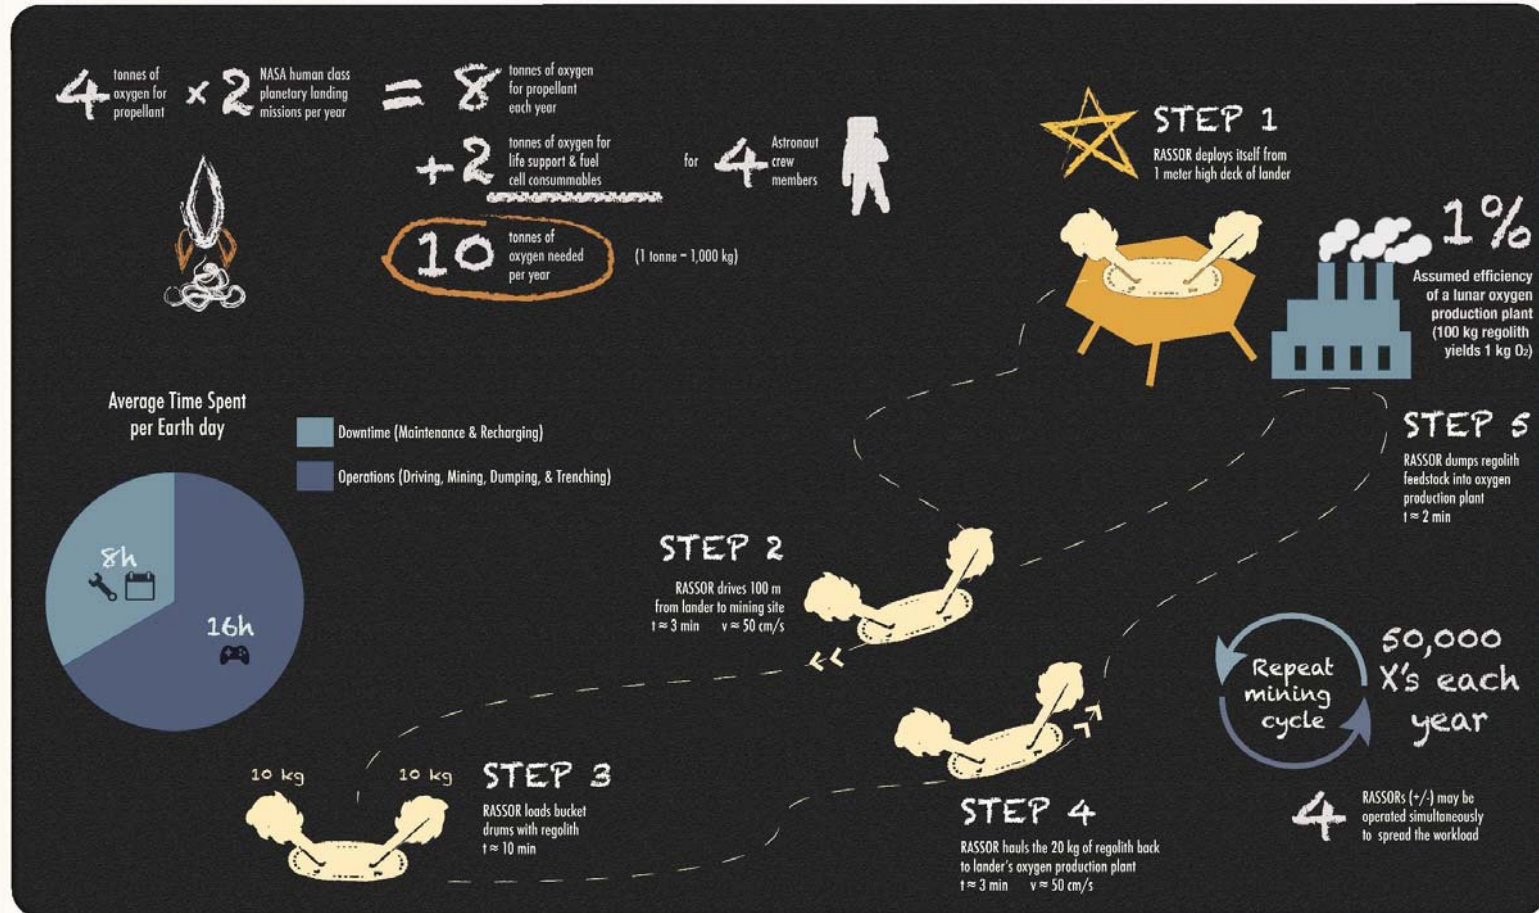 4 tonnes of
oxygen for
propellant
x 2 NASA human class
planetary landing
missions per year
= 8 tonnes of oxygen
for propellant
each year
+2 tonnes of oxygen for
life support & fuel
cell consummables
for 4 Astronaut
crew
members
10 tonnes of
oxygen needed
per year
(1 tonne = 1,000 kg)
STEP 1
RASSOR deploys itself from
1 meter high deck of lander
1%
Assumed efficiency
of a lunar oxygen
production plant
(100 kg regolith
yields 1 kg O₂)
Average Time Spent
per Earth day
Downtime (Maintenance & Recharging)
Operations (Driving, Mining, Dumping, & Trenching)
8h
16h
STEP 2
RASSOR drives 100 m
from lander to mining site
t ≈ 3 min v ≈ 50 cm/s
10 kg 10 kg
STEP 3
RASSOR loads bucket
drums with regolith
t ≈ 10 min
STEP 4
RASSOR hauls the 20 kg of regolith back
to lander's oxygen production plant
t ≈ 3 min v ≈ 50 cm/s
STEP 5
RASSOR dumps regolith
feedstock into oxygen
production plant
t ≈ 2 min
Repeat
mining
cycle
50,000
X's each
year
4 RASSORs (+/-) may be
operated simultaneously
to spread the workload